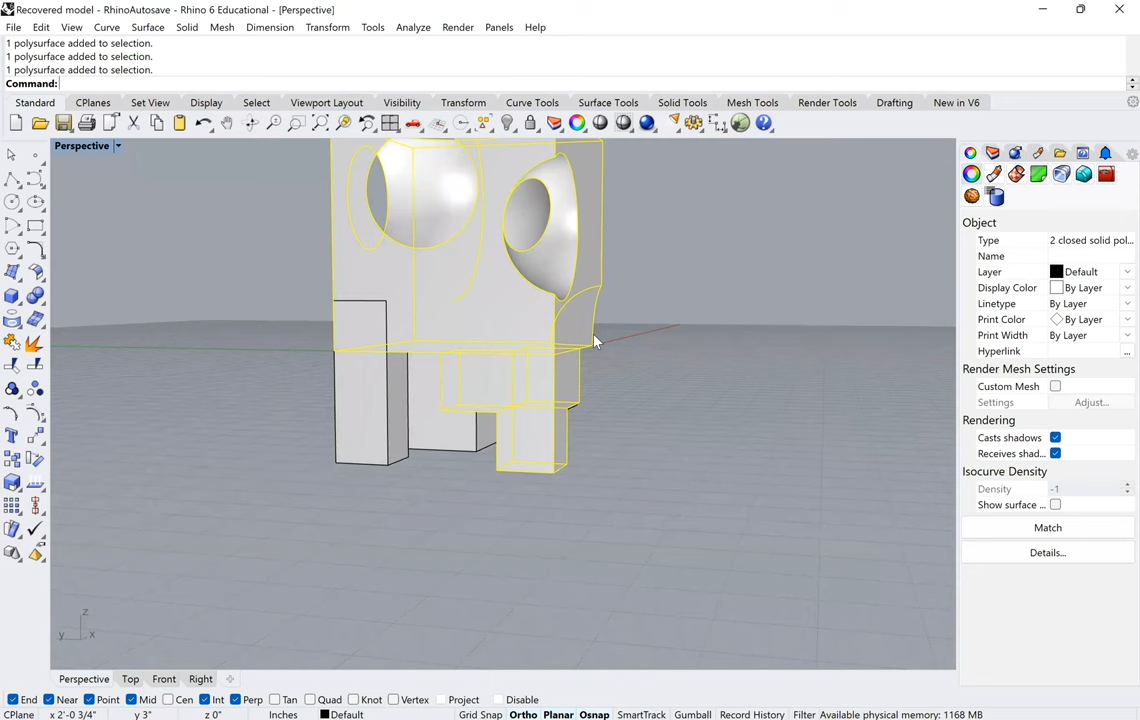 Recovered model - RhinoAutosave - Rhino 6 Educational - [Perspective]
File Edit View Curve Surface Solid Mesh Dimension Transform Tools Analyze Render Panels Help
1 polysurface added to selection.
1 polysurface added to selection.
1 polysurface added to selection.
Command:
Standard CPlanes Set View Display Select Viewport Layout Visibility Transform Curve Tools Surface Tools Solid Tools Mesh Tools Render Tools Drafting New in V6
Perspective
Object
Type 2 closed solid pol...
Name
Layer Default
Display Color By Layer
Linetype By Layer
Print Color By Layer
Print Width By Layer
Hyperlink ...
Render Mesh Settings
Custom Mesh
Settings Adjust...
Rendering
Casts shadows
Receives shad...
Isocurve Density
Density -1
Show surface ...
Match
Details...
z
y x
Perspective Top Front Right
End Near Point Mid Cen Int Perp Tan Quad Knot Vertex Project Disable
CPlane x 2'-0 3/4" y 3" z 0" Inches Default Grid Snap Ortho Planar Osnap SmartTrack Gumball Record History Filter Available physical memory: 1168 MB